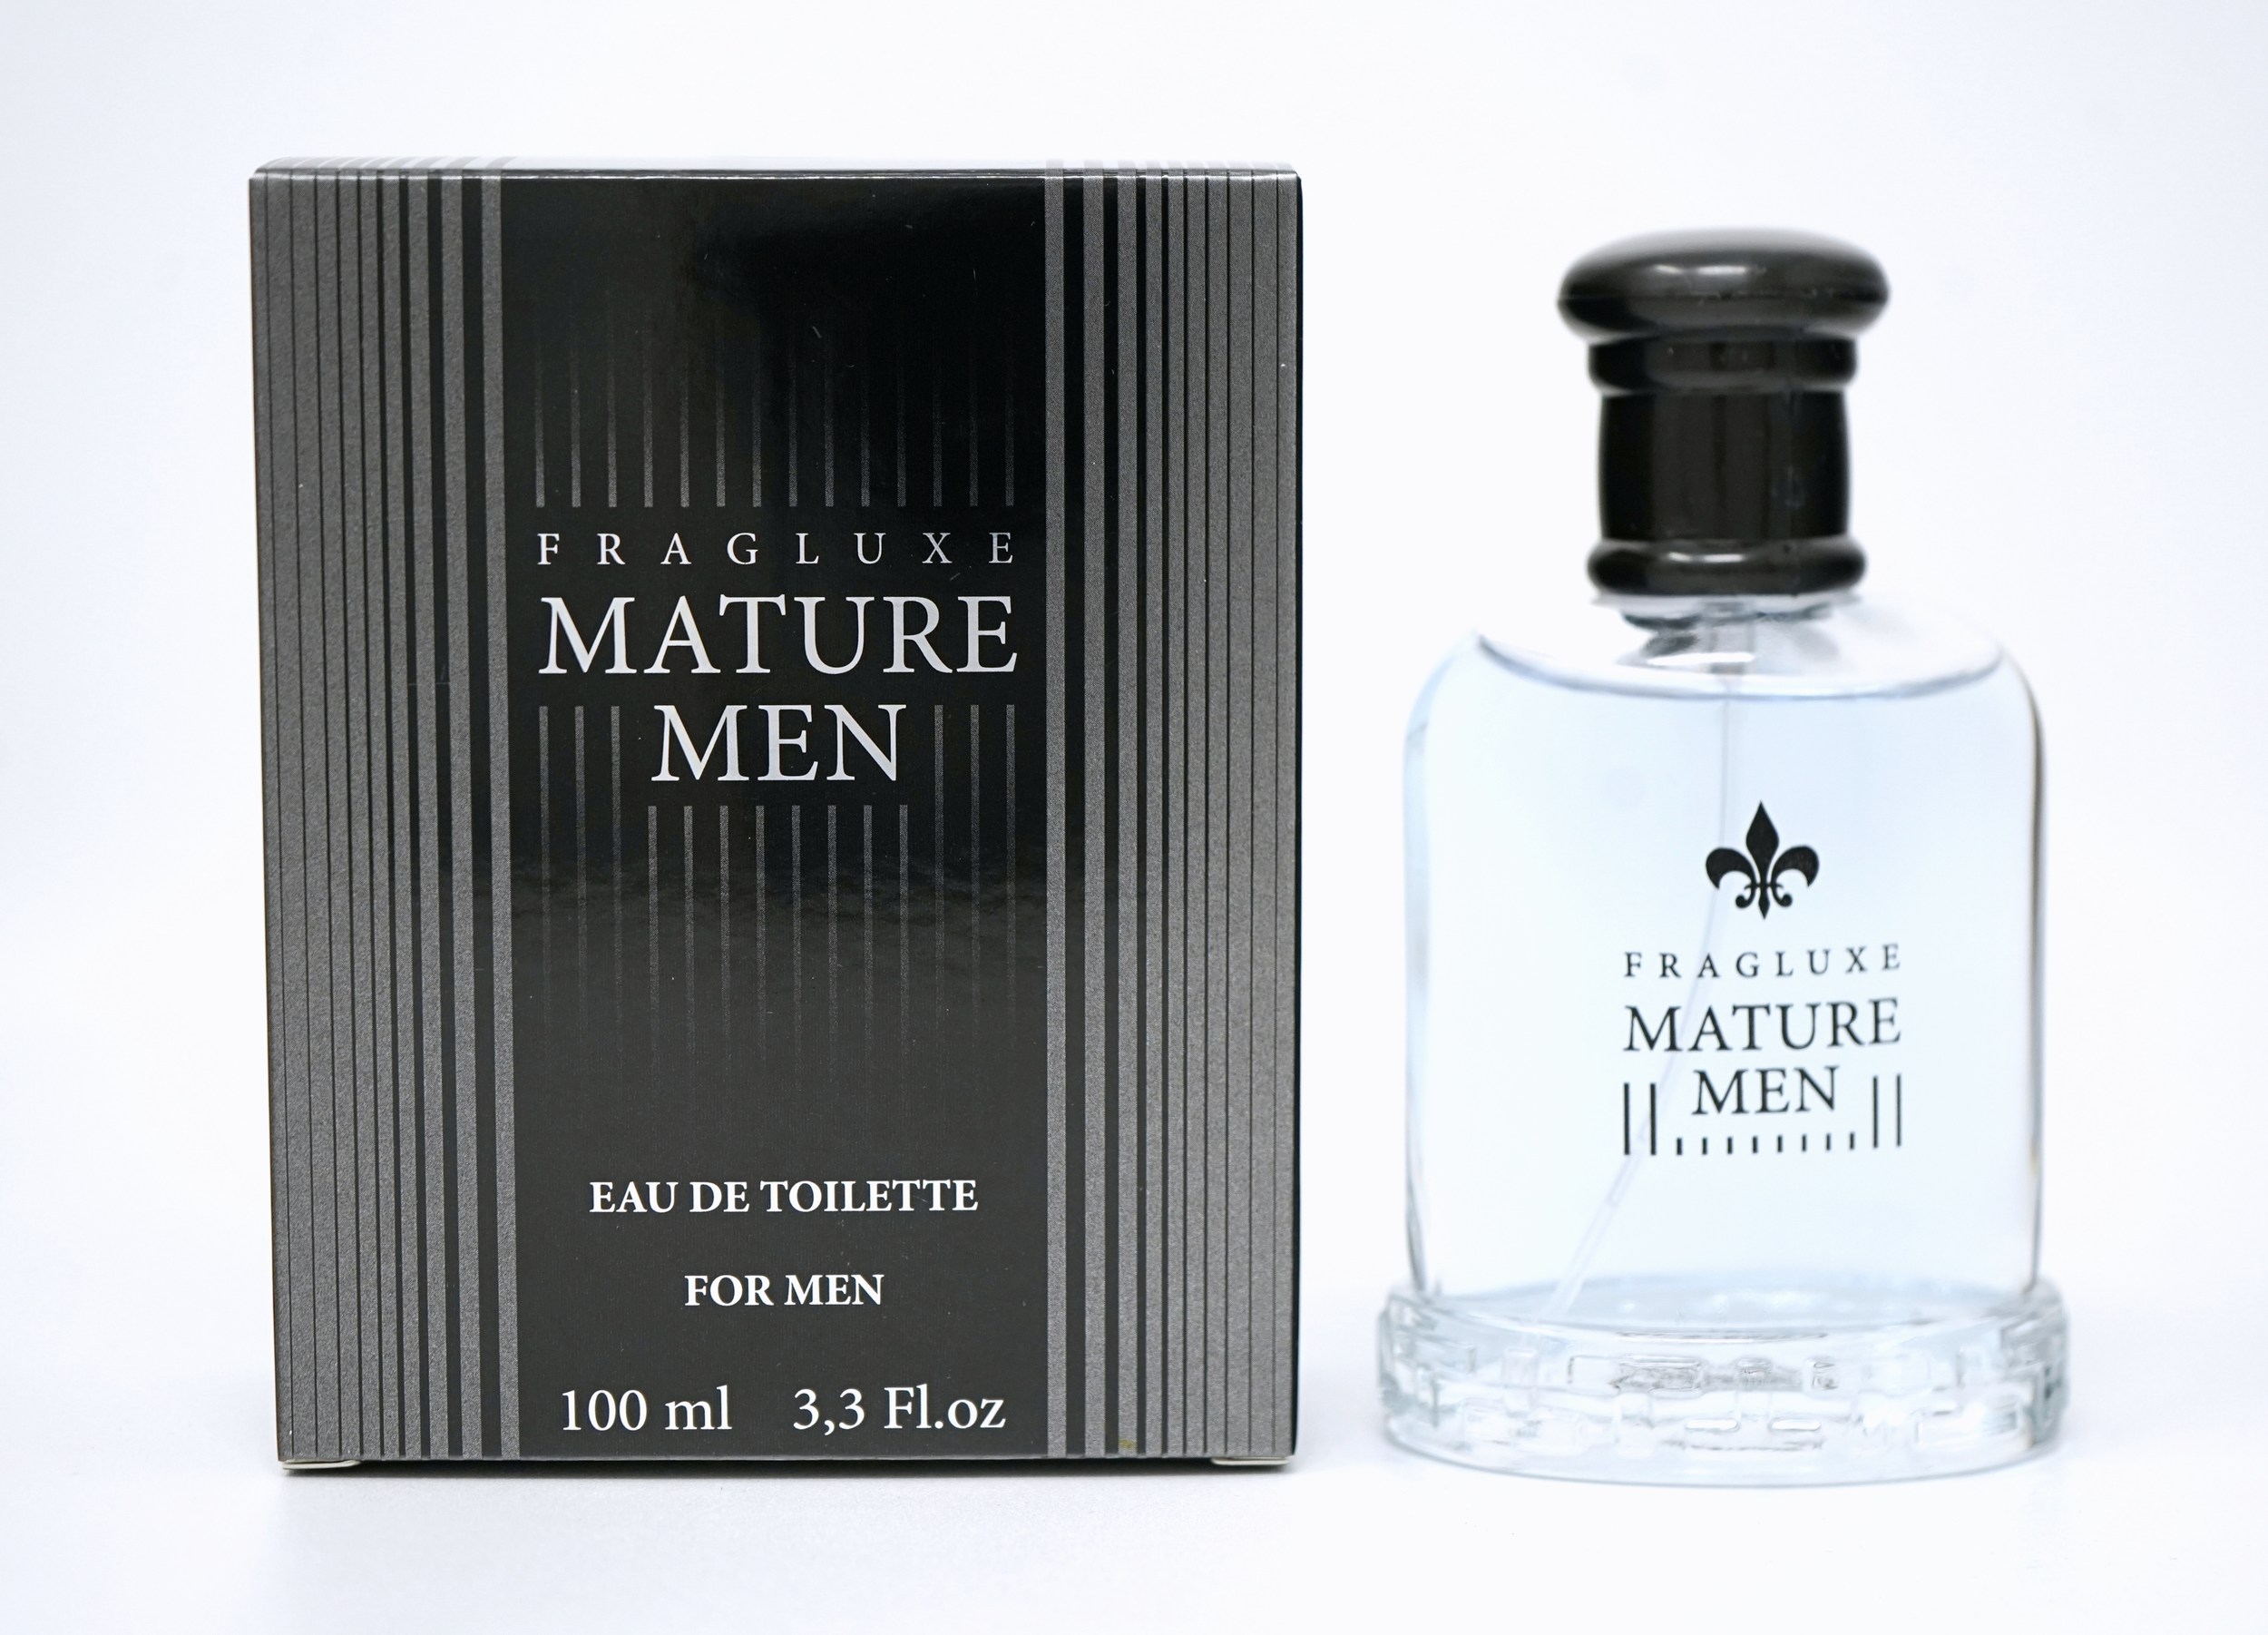 FRAGLUXE
MATURE
MEN
EAU DE TOILETTE
FOR MEN
100 ml 3,3 Fl.oz
FRAGLUXE
MATURE
MEN